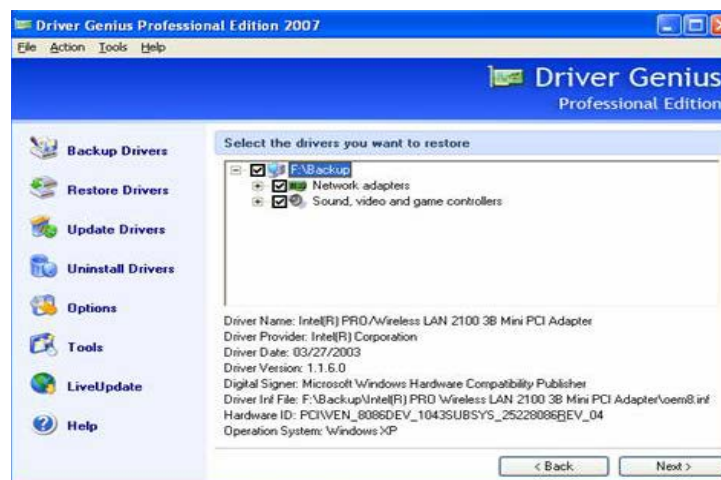 Driver Genius Professional Edition 2007
File Action Tools Help
Driver Genius
Professional Edition
Backup Drivers
Restore Drivers
Update Drivers
Uninstall Drivers
Options
Tools
LiveUpdate
Help
Select the drivers you want to restore
F:\Backup
Network adapters
Sound, video and game controllers
Driver Name: Intel(R) PRO/Wireless LAN 2100 3B Mini PCI Adapter
Driver Provider: Intel(R) Corporation
Driver Date: 03/27/2003
Driver Version: 1.1.6.0
Digital Signer: Microsoft Windows Hardware Compatibility Publisher
Driver Inf File: F:\Backup\Intel(R) PRO Wireless LAN 2100 3B Mini PCI Adapter\oem8.inf
Hardware ID: PCI\VEN_8086DEV_1043SUBSYS_25228086REV_04
Operation System: Windows XP
< Back
Next >